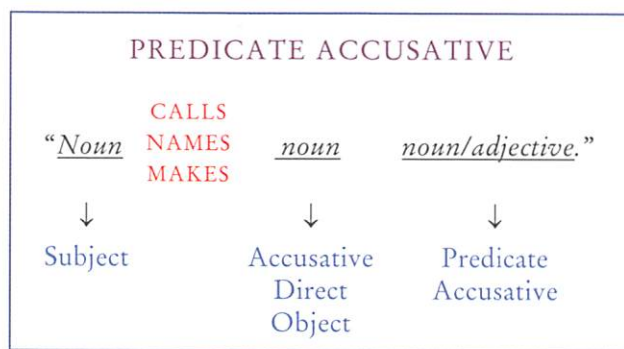 PREDICATE ACCUSATIVE
CALLS
“Noun NAMES noun noun/adjective.”
MAKES
↓ ↓ ↓
Subject Accusative Predicate
Direct Accusative
Object